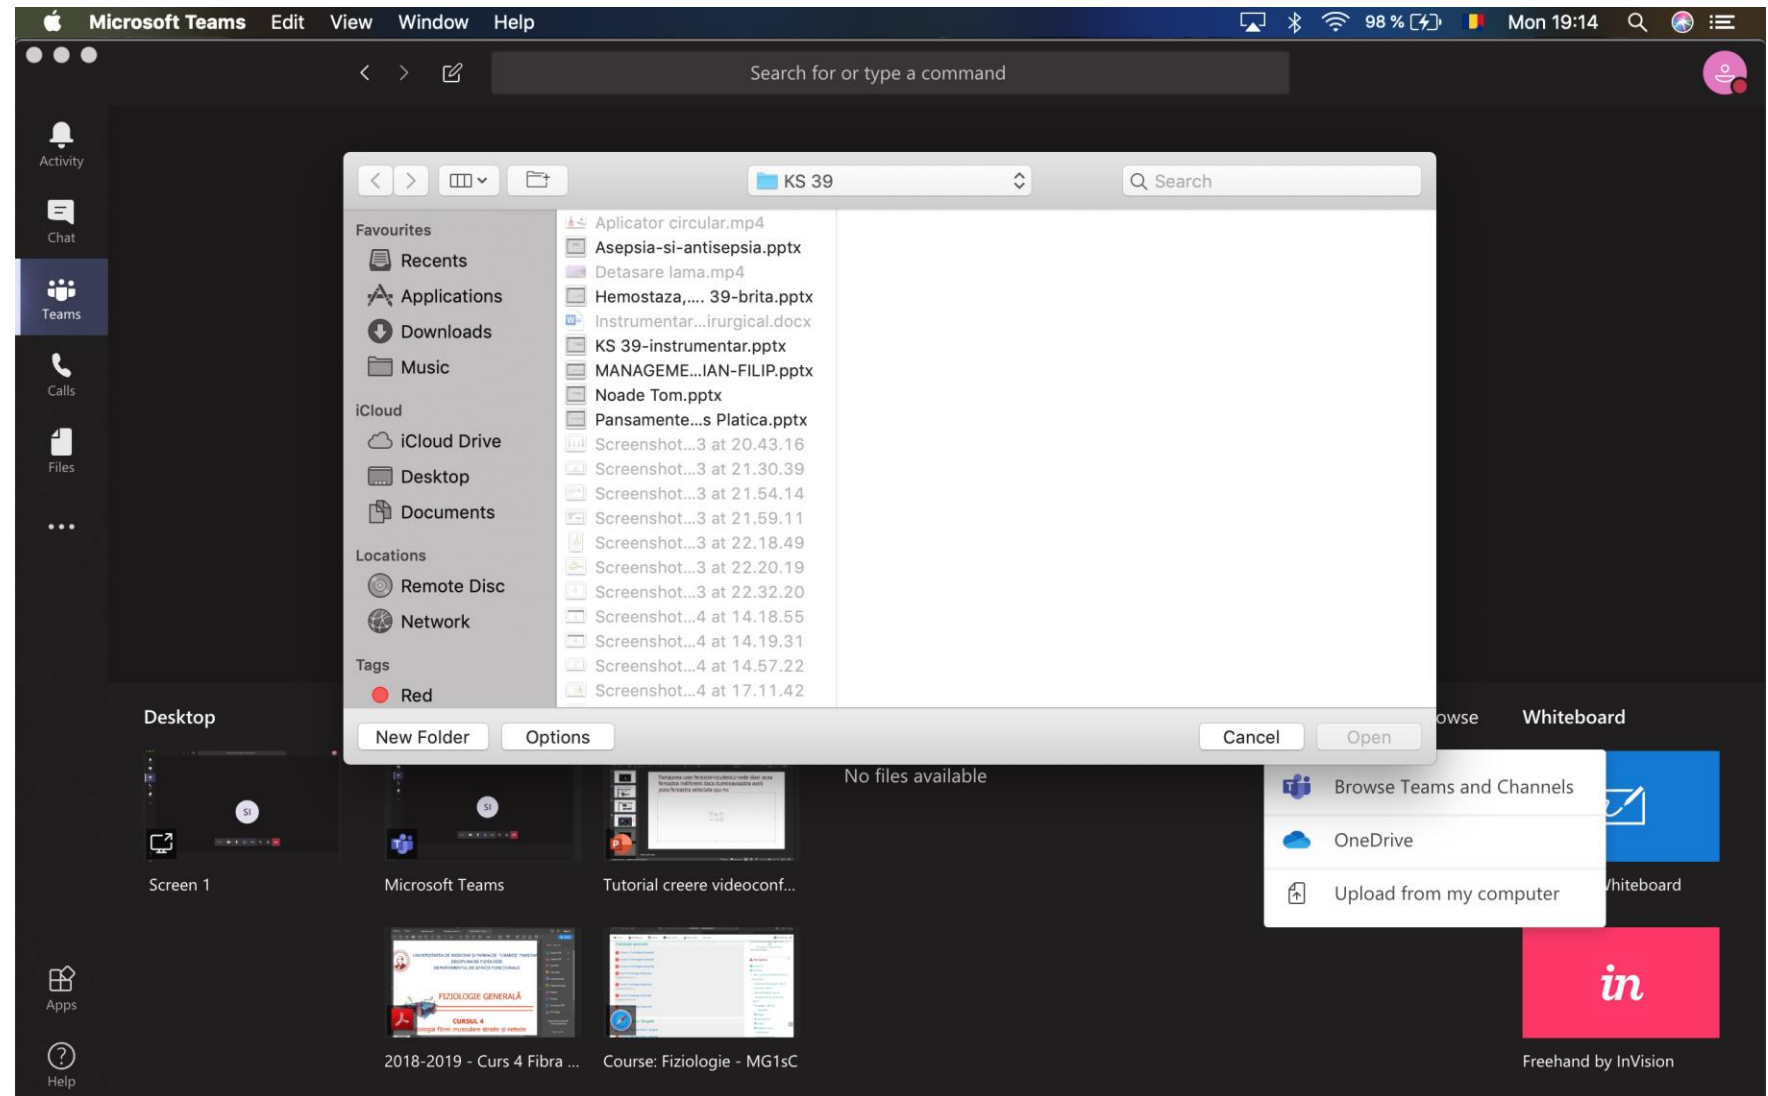 Microsoft Teams Edit View Window Help 98 % Mon 19:14
Search for or type a command
Activity
Chat
Teams
Calls
Files
Apps
Help
KS 39
Search
Favourites
Recents
Applications
Downloads
Music
iCloud
iCloud Drive
Desktop
Documents
Locations
Remote Disc
Network
Tags
Red
Aplicator circular.mp4
Asepsia-si-antisepsia.pptx
Detasare lama.mp4
Hemostaza,.... 39-brita.pptx
Instrumentar...irurgical.docx
KS 39-instrumentar.pptx
MANAGEME...IAN-FILIP.pptx
Noade Tom.pptx
Pansamente...s Platica.pptx
Screenshot...3 at 20.43.16
Screenshot...3 at 21.30.39
Screenshot...3 at 21.54.14
Screenshot...3 at 21.59.11
Screenshot...3 at 22.18.49
Screenshot...3 at 22.20.19
Screenshot...3 at 22.32.20
Screenshot...4 at 14.18.55
Screenshot...4 at 14.19.31
Screenshot...4 at 14.57.22
Screenshot...4 at 17.11.42
New Folder Options Cancel Open
Desktop
owse
Whiteboard
No files available
Browse Teams and Channels
OneDrive
Upload from my computer
SI
SI
Screen 1
Microsoft Teams
Tutorial creere videoconf...
Whiteboard
FIZIOLOGIE GENERALĂ
CURSUL 4
in
2018-2019 - Curs 4 Fibra ...
Course: Fiziologie - MG1sC
Freehand by InVision